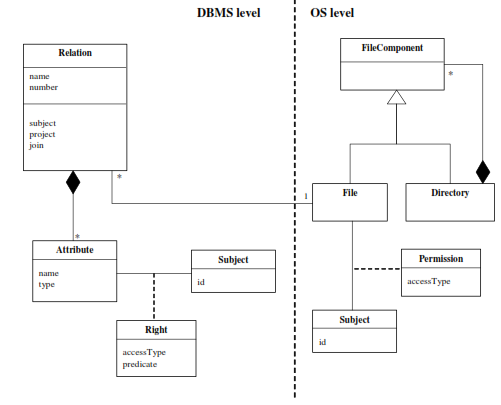 DBMS level
OS level
Relation
name
number
subject
project
join
*
FileComponent
*
1
File
Directory
*
Attribute
name
type
Subject
id
Permission
accessType
Right
accessType
predicate
Subject
id